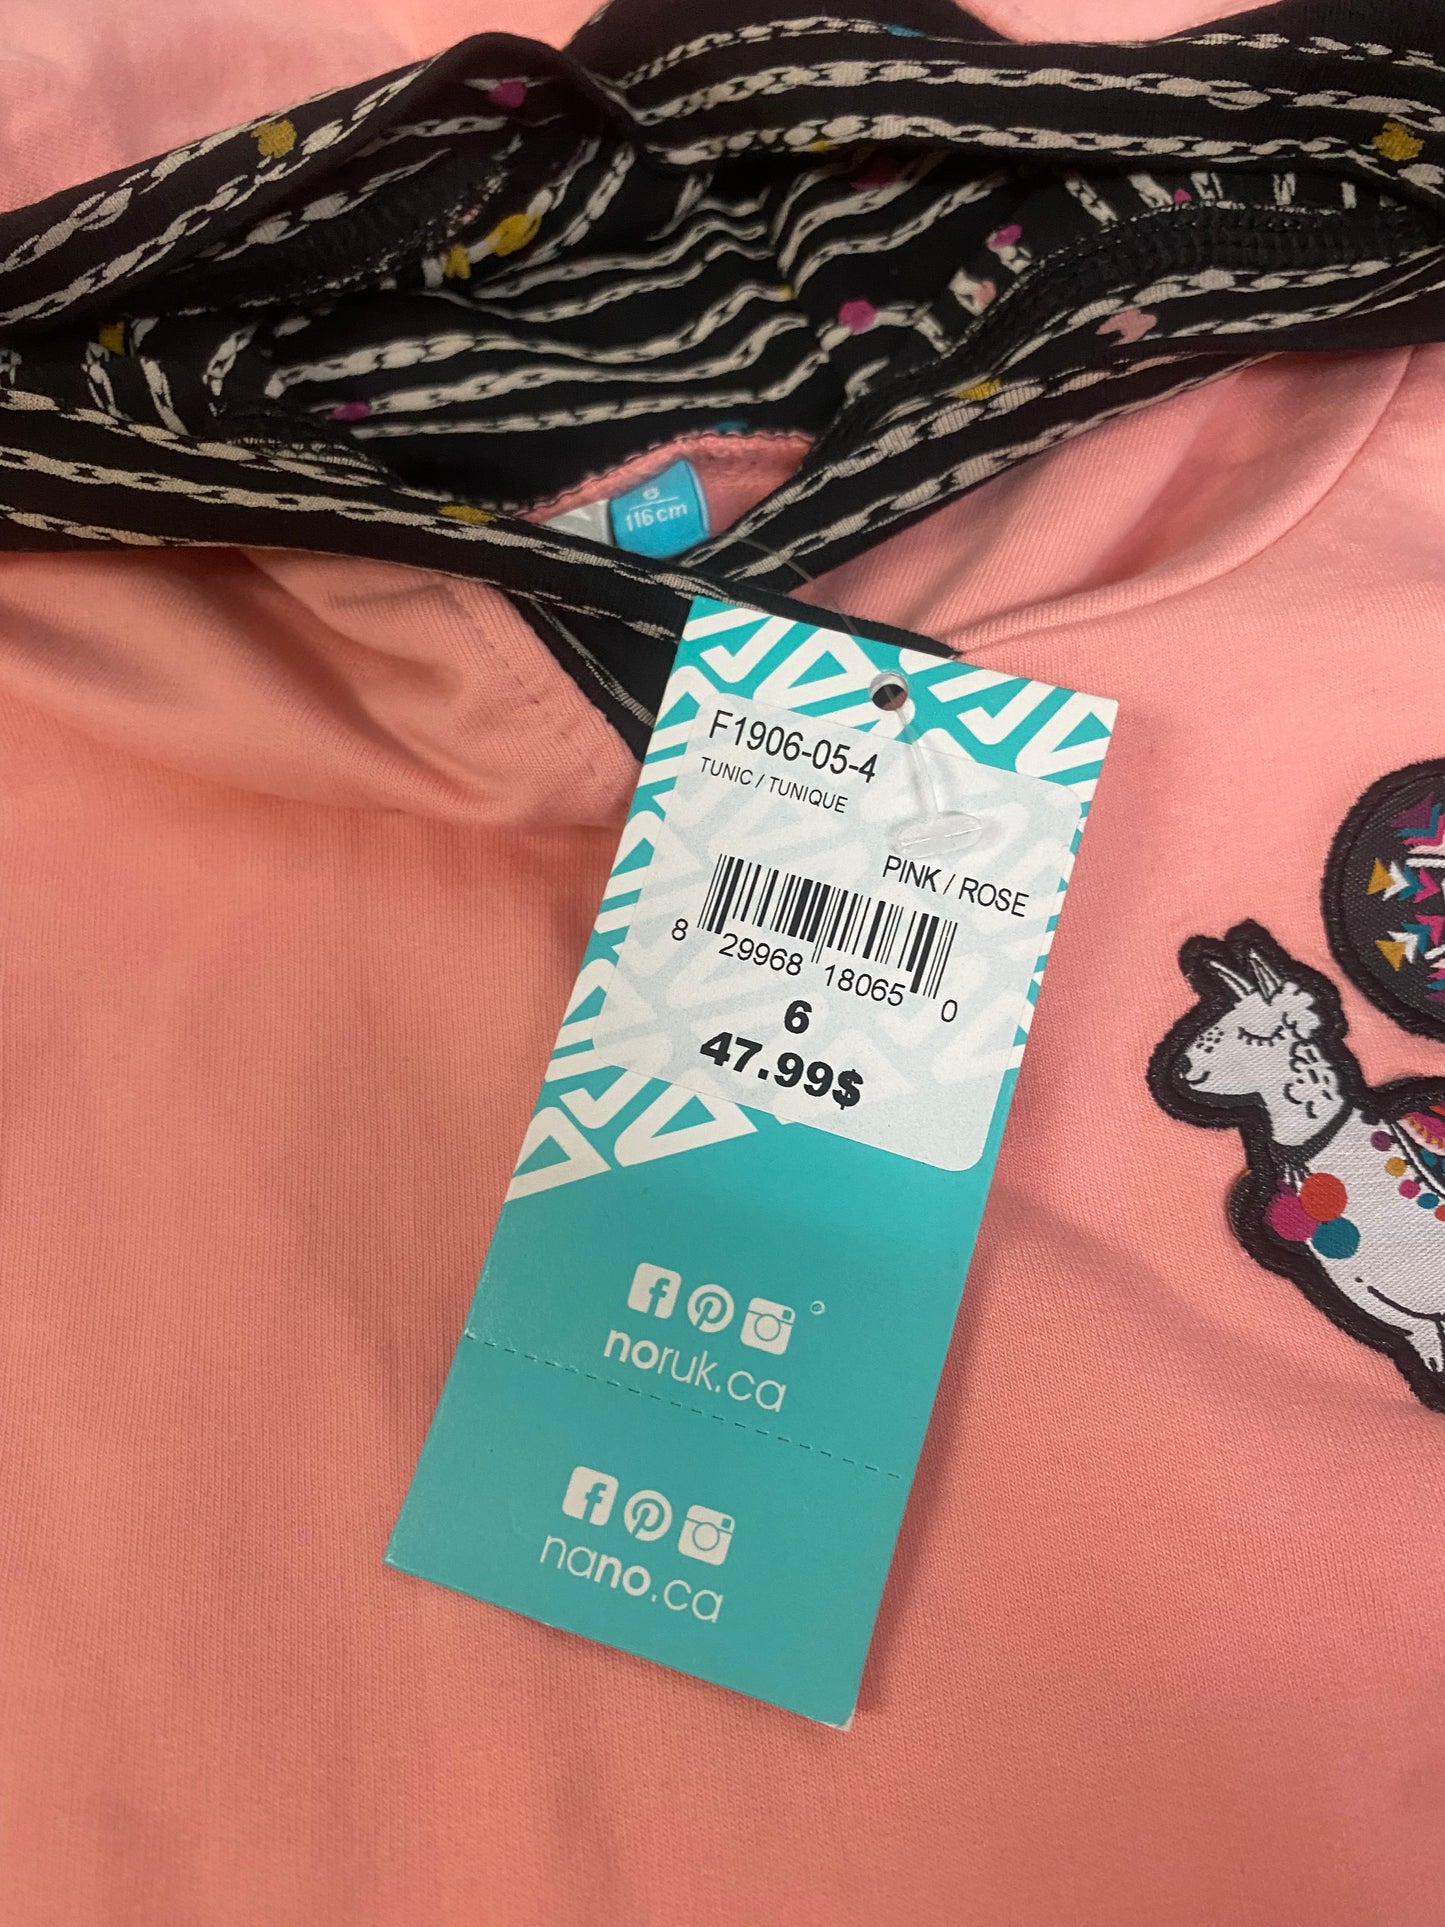 6
116cm
F1906-05-4
TUNIC / TUNIQUE
PINK / ROSE
8 29968 18065 0
6
47.99$
noruk.ca
nano.ca